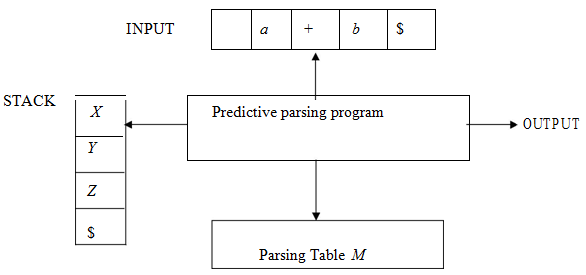 INPUT
a + b $
STACK
X
Y
Z
$
Predictive parsing program
OUTPUT
Parsing Table M